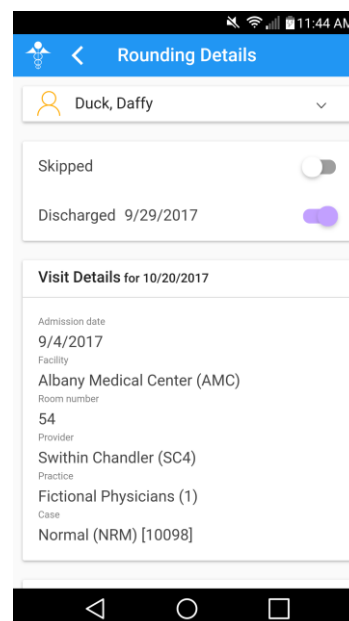 11:44 AM
Rounding Details
Duck, Daffy
Skipped
Discharged 9/29/2017
Visit Details for 10/20/2017
Admission date
9/4/2017
Facility
Albany Medical Center (AMC)
Room number
54
Provider
Swithin Chandler (SC4)
Practice
Fictional Physicians (1)
Case
Normal (NRM) [10098]